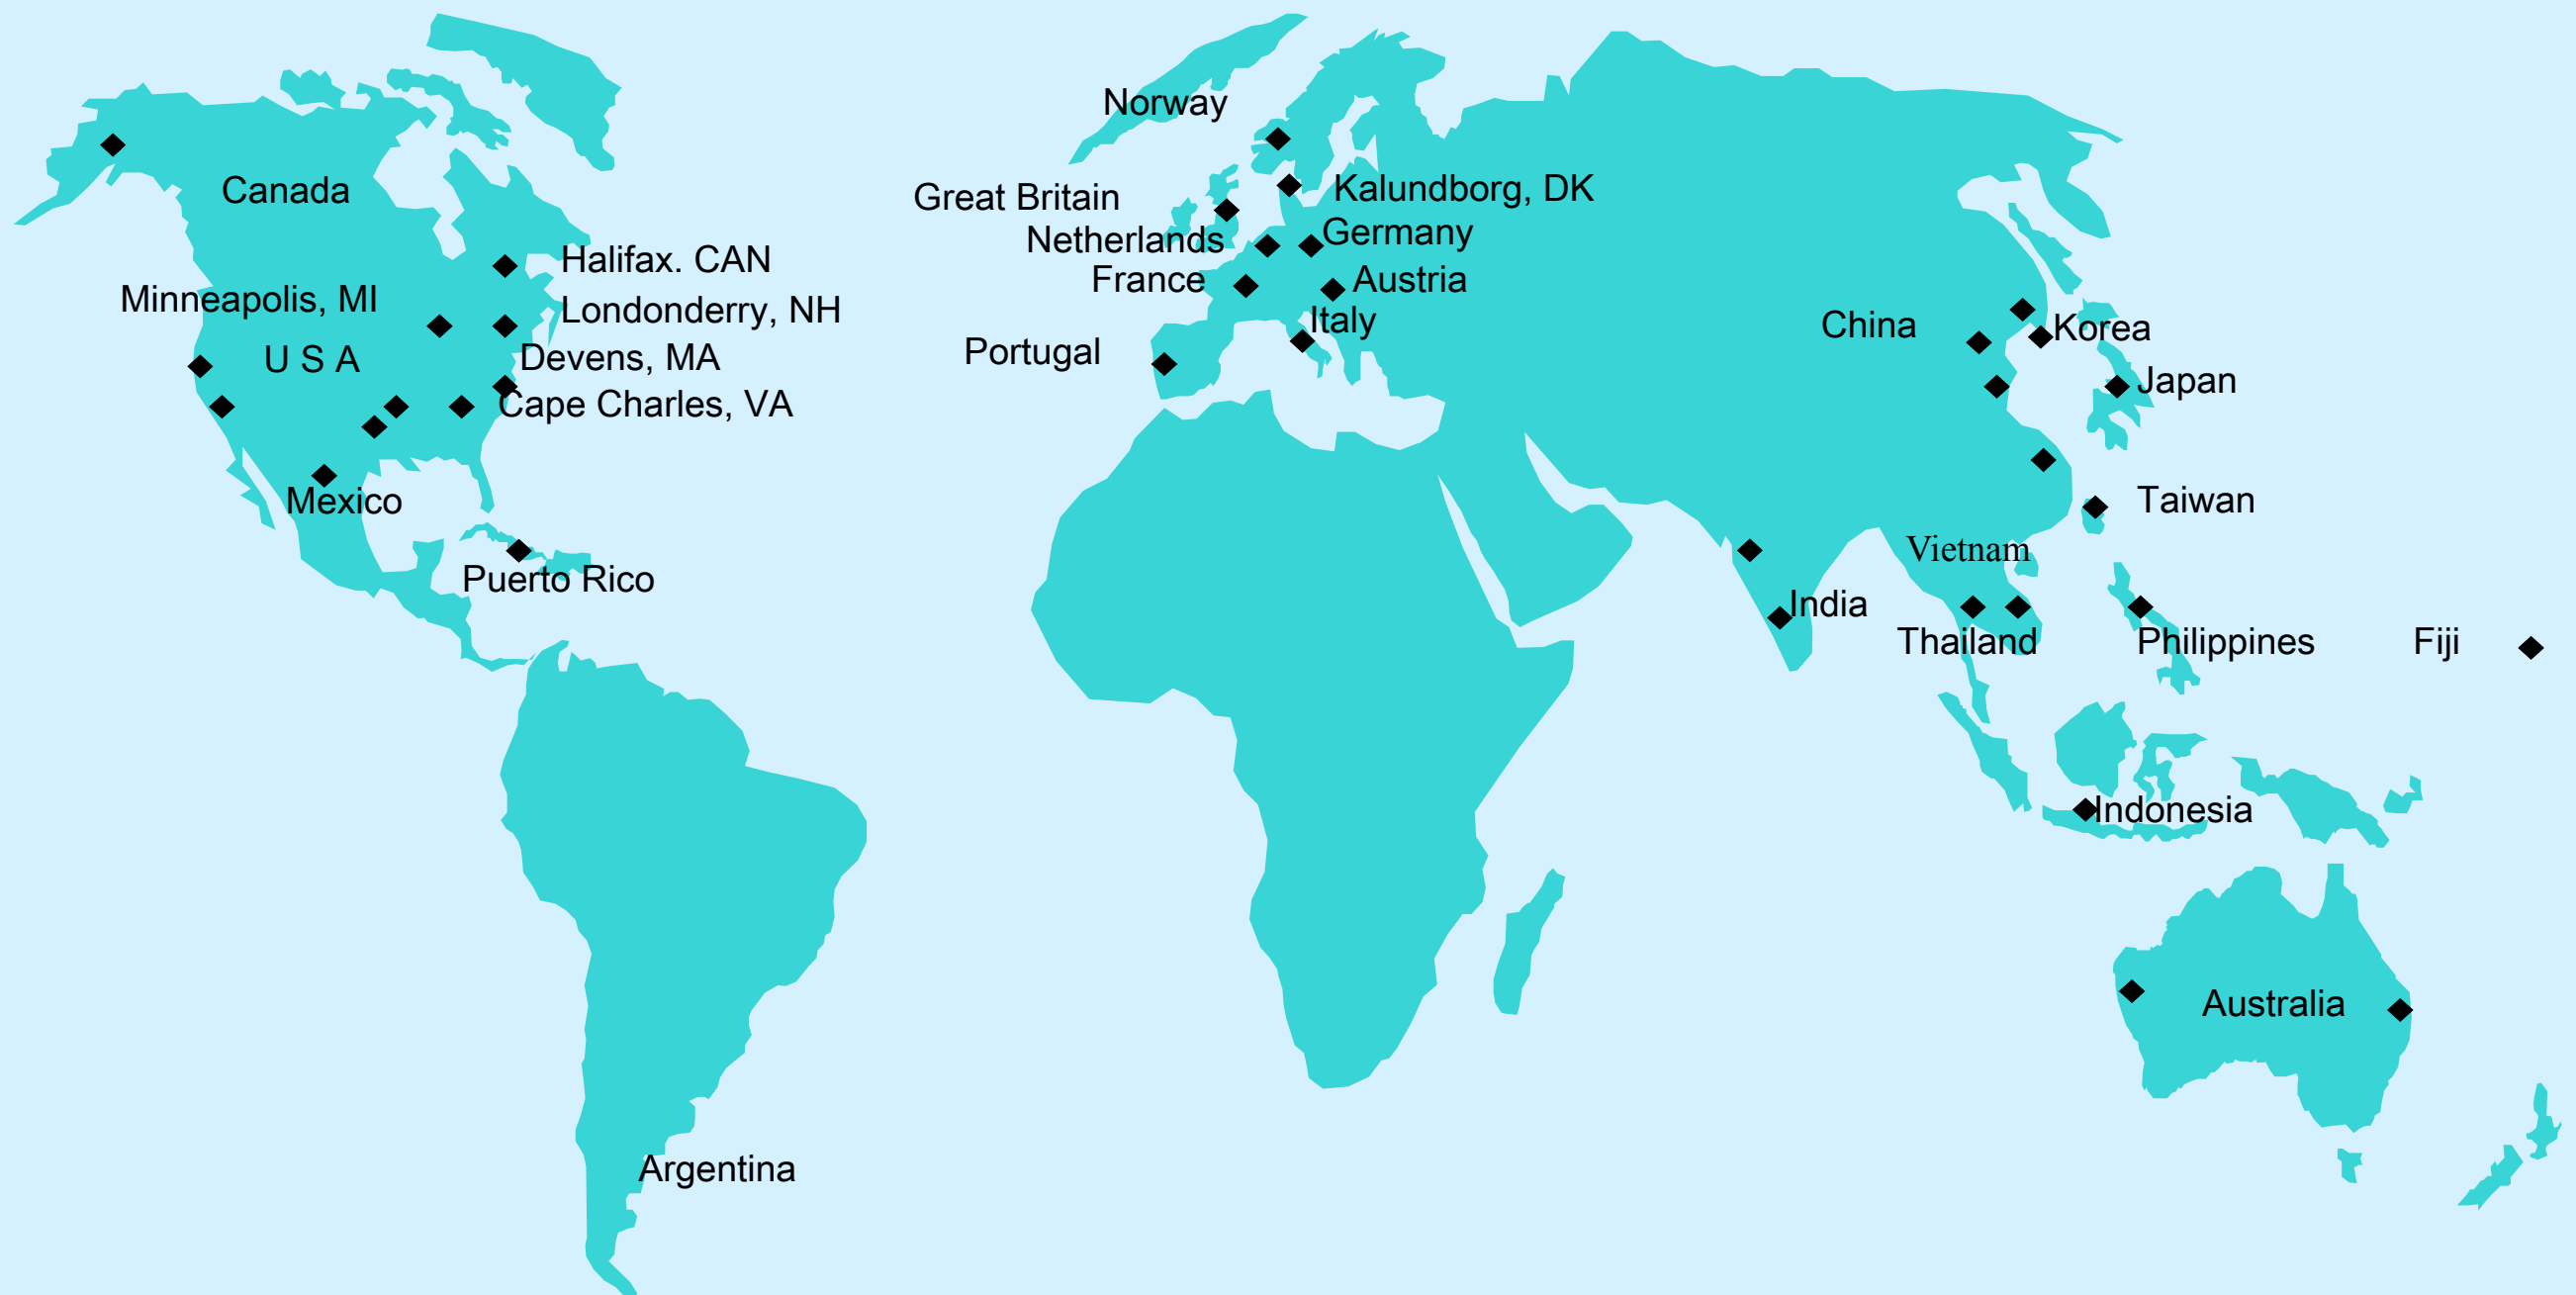 Norway
Canada
Great Britain
Kalundborg, DK
Netherlands
Germany
Halifax. CAN
France
Austria
Minneapolis, MI
Londonderry, NH
Italy
China
Korea
U S A
Devens, MA
Portugal
Japan
Cape Charles, VA
Mexico
Taiwan
Vietnam
Puerto Rico
India
Thailand
Philippines
Fiji
Indonesia
Australia
Argentina